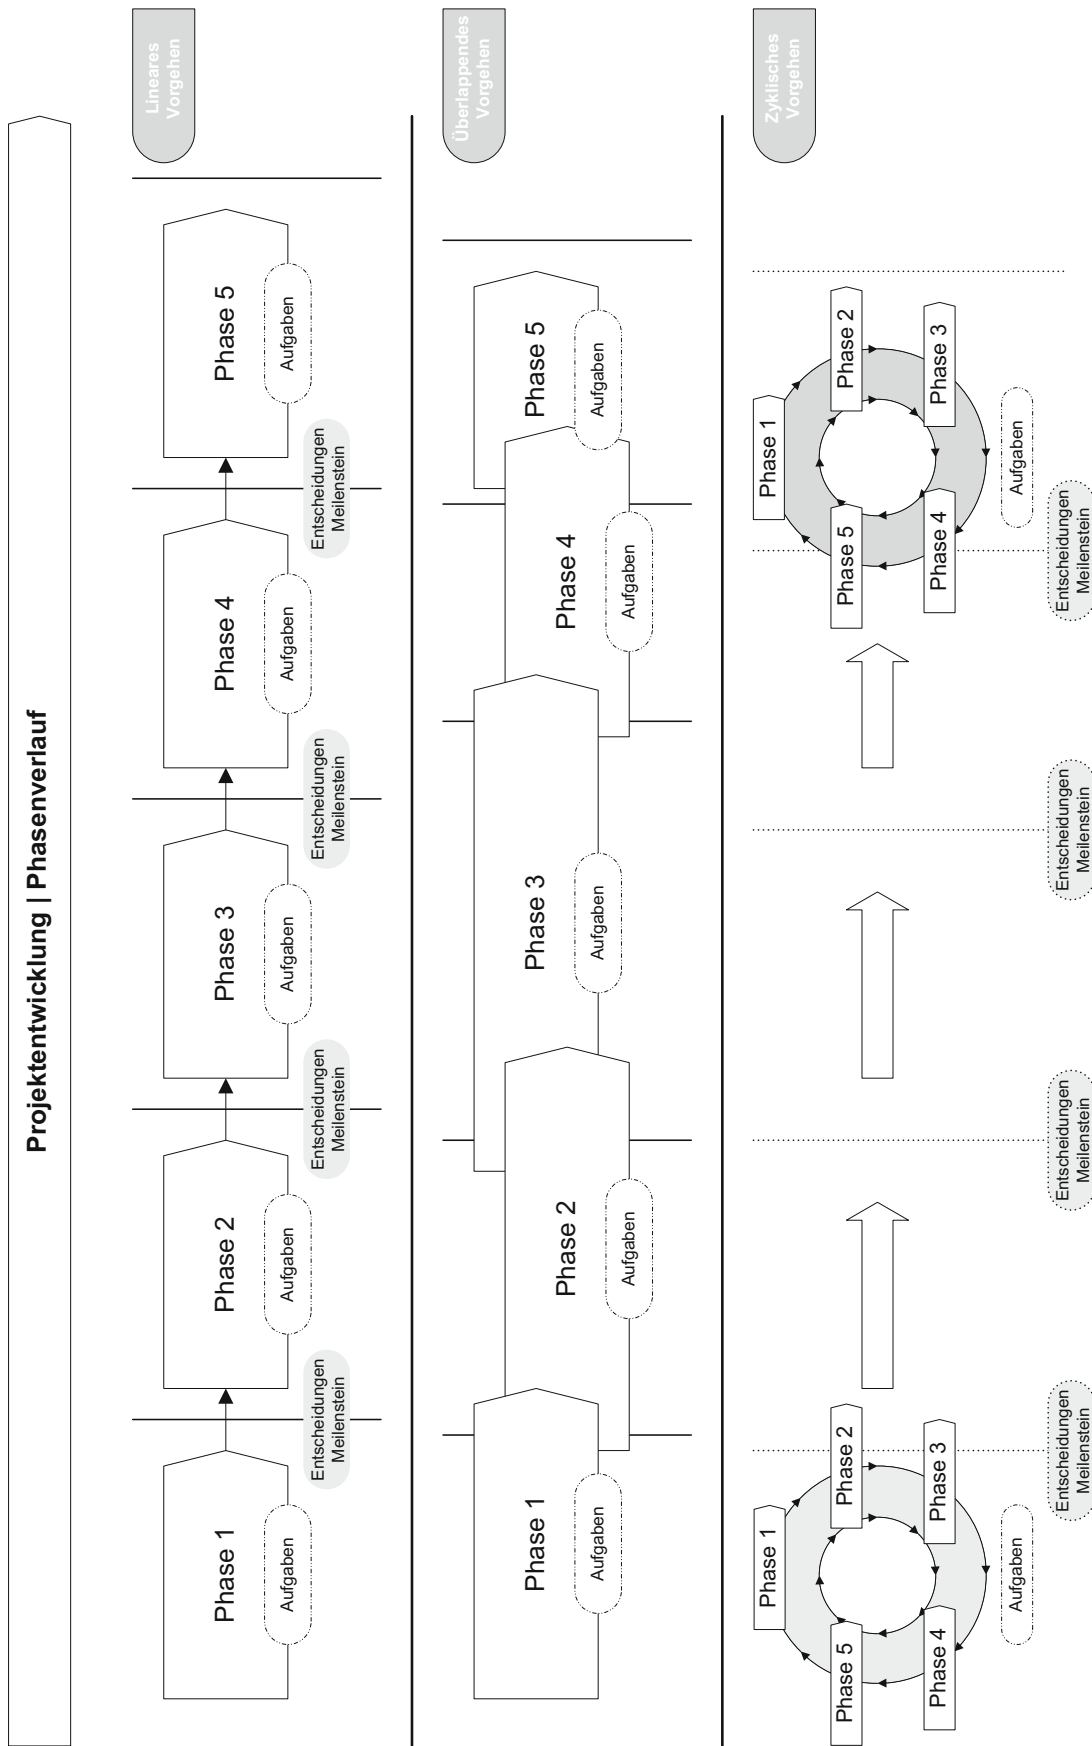 Projektentwicklung | Phasenverlauf
Lineares
Vorgehen
Phase 1
Aufgaben
Entscheidungen
Meilenstein
Phase 2
Aufgaben
Entscheidungen
Meilenstein
Phase 3
Aufgaben
Entscheidungen
Meilenstein
Phase 4
Aufgaben
Entscheidungen
Meilenstein
Phase 5
Aufgaben
Überlappendes
Vorgehen
Phase 1
Aufgaben
Phase 2
Aufgaben
Phase 3
Aufgaben
Phase 4
Aufgaben
Phase 5
Aufgaben
Zyklisches
Vorgehen
Phase 1
Phase 2
Phase 3
Phase 4
Phase 5
Aufgaben
Entscheidungen
Meilenstein
Entscheidungen
Meilenstein
Entscheidungen
Meilenstein
Phase 1
Phase 2
Phase 3
Phase 4
Phase 5
Aufgaben
Entscheidungen
Meilenstein